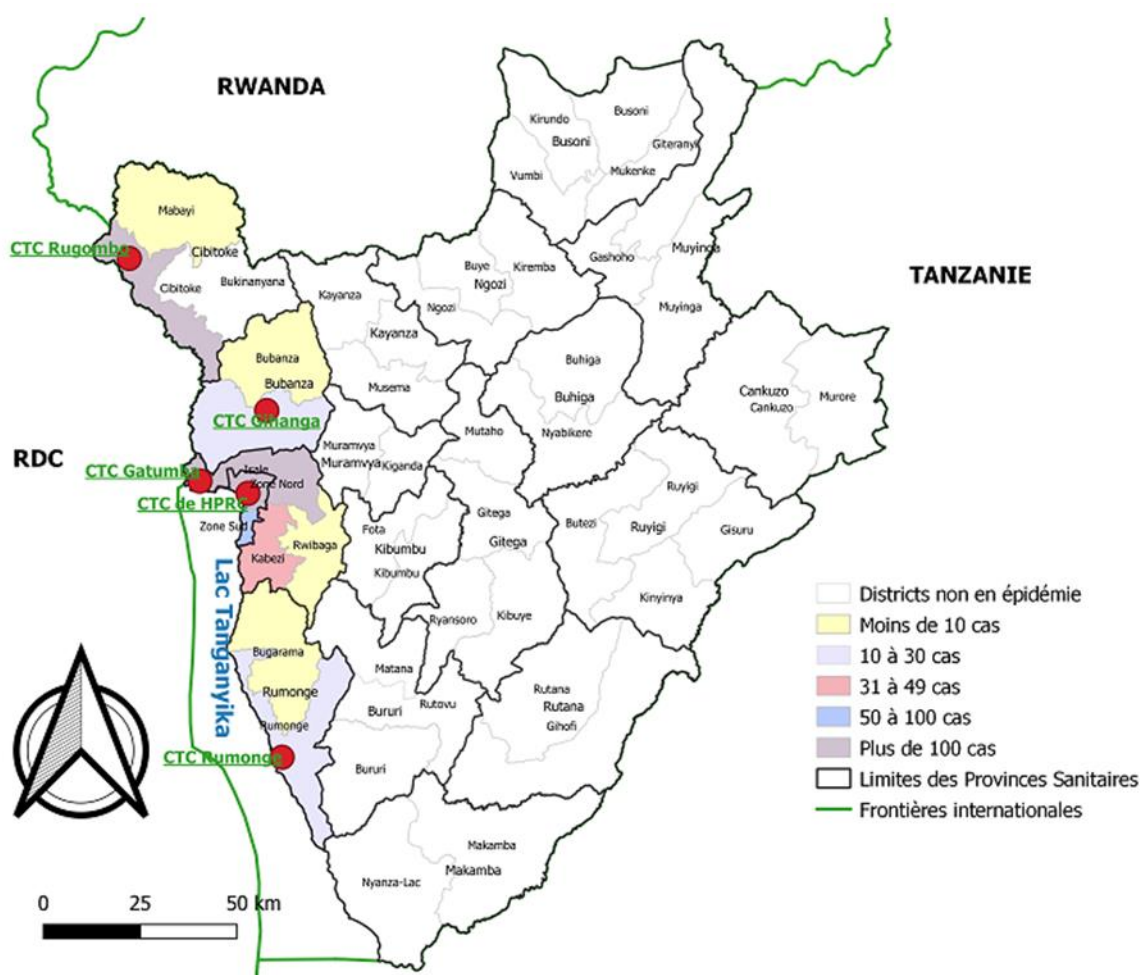 RWANDA
Kirundo
Busoni
Busoni
Giteranyi
Vumbi
Mukenke
Mabayi
CTC Rugombo
Cibitoke
Cibitoke
Bukinanyana
Kayanza
Buye
Ngozi
Kiremba
Ngozi
Gashoho
Muyinga
Muyinga
TANZANIE
Kayanza
Musema
Bubanza
Bubanza
CTC Gihanga
Buhiga
Buhiga
Nyabikere
Cankuzo
Cankuzo
Murore
Mutaho
Muramvya
Muramvya
Kiganda
RDC
CTC Gatumba
Isale
Zone Nord
CTC de HPRC
Zone Sud
Kabezi
Rwibaga
Fota
Kibumbu
Kibumbu
Gitega
Gitega
Butezi
Ruyigi
Ruyigi
Gisuru
Kinyinya
Ryansoro
Kibuye
Lac Tanganyika
Bugarama
Rumonge
Rumonge
CTC Rumonge
Matana
Bururi
Rutovu
Bururi
Rutana
Rutana
Gihofi
Makamba
Makamba
Nyanza-Lac
Districts non en épidémie
Moins de 10 cas
10 à 30 cas
31 à 49 cas
50 à 100 cas
Plus de 100 cas
Limites des Provinces Sanitaires
Frontières internationales
0 25 50 km